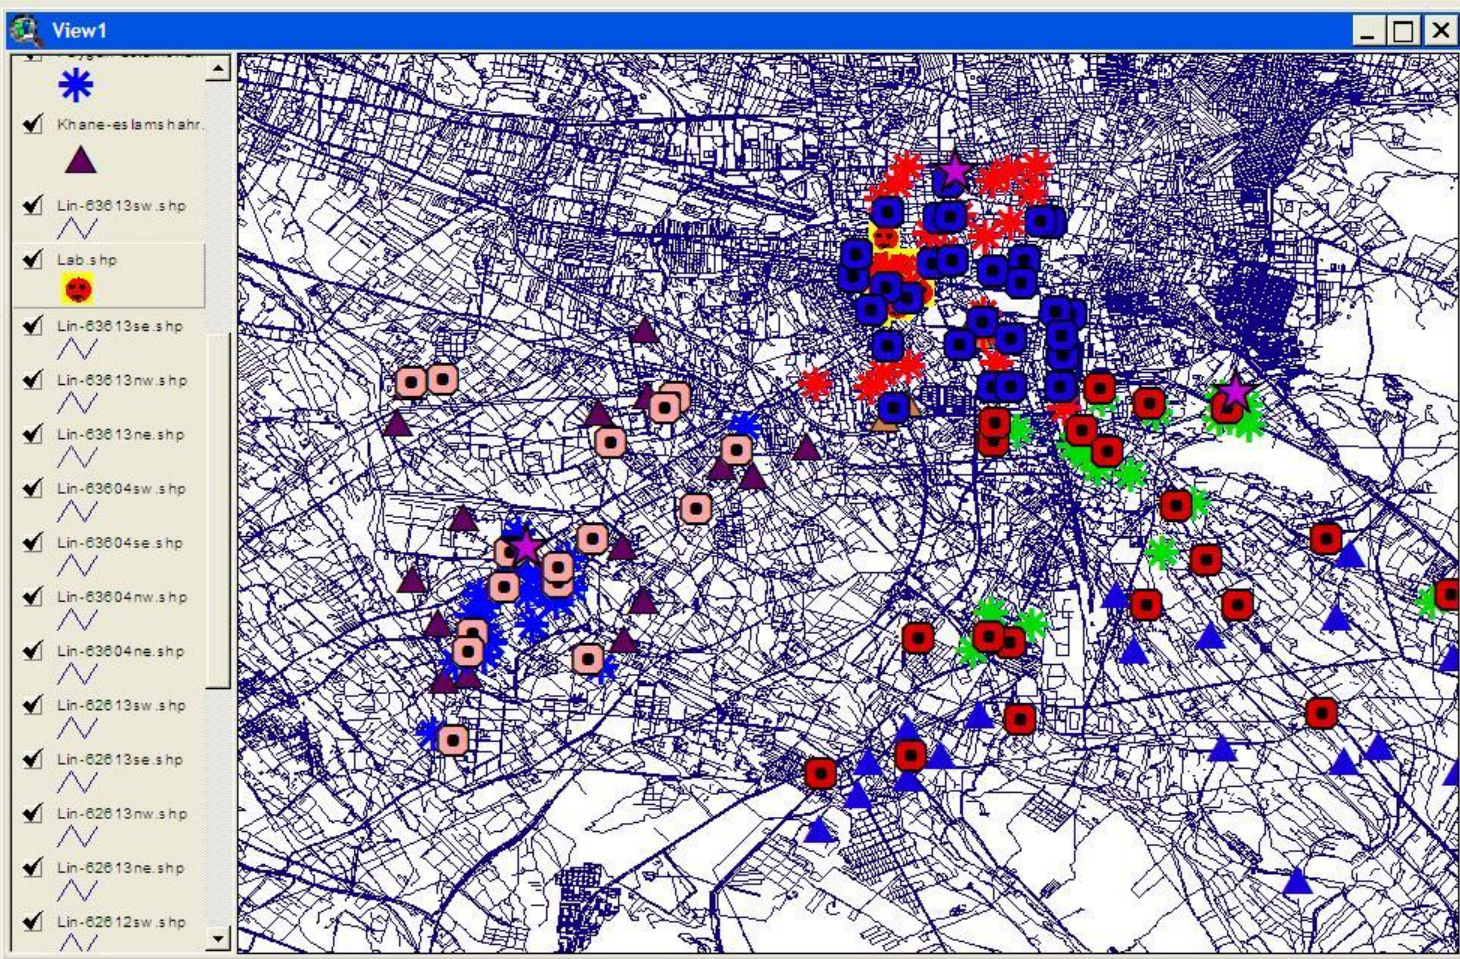 View1
Khane-eslamshahr.
Lin-63613sw.shp
Lab.shp
Lin-63613se.shp
Lin-63613nw.shp
Lin-63613ne.shp
Lin-63604sw.shp
Lin-63604se.shp
Lin-63604nw.shp
Lin-63604ne.shp
Lin-62613sw.shp
Lin-62613se.shp
Lin-62613nw.shp
Lin-62613ne.shp
Lin-62612sw.shp